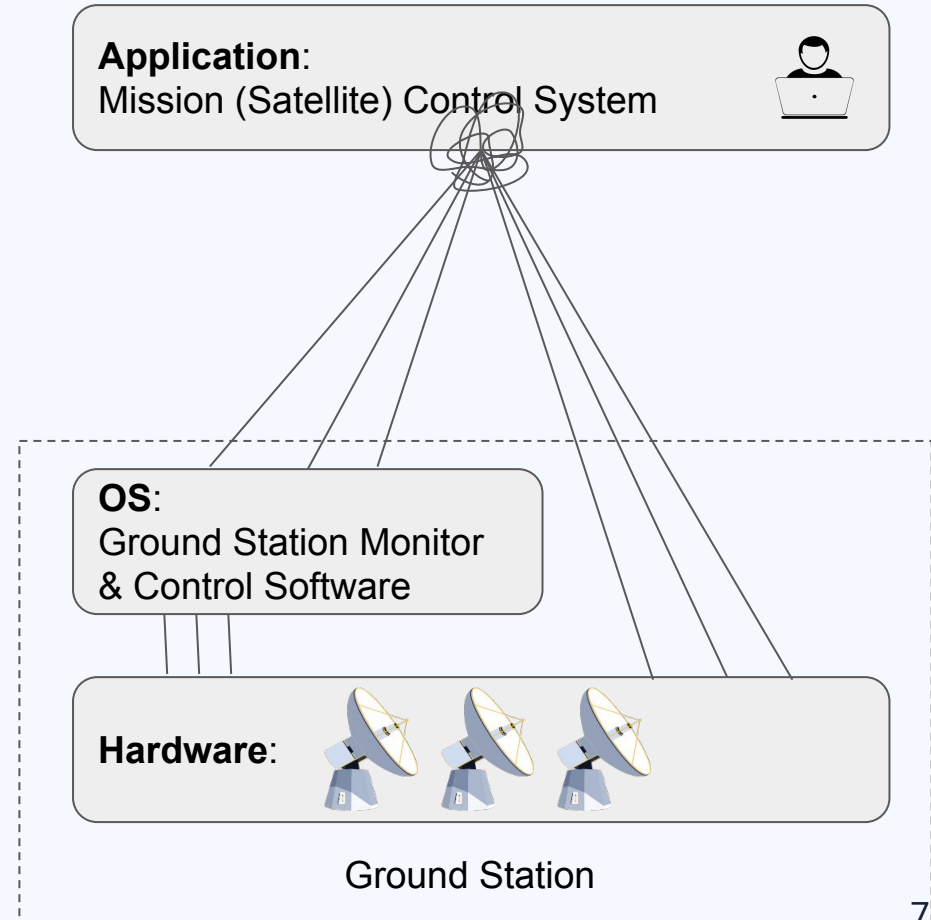 Application:
Mission (Satellite) Control System
OS:
Ground Station Monitor
& Control Software
Hardware:
Ground Station
7